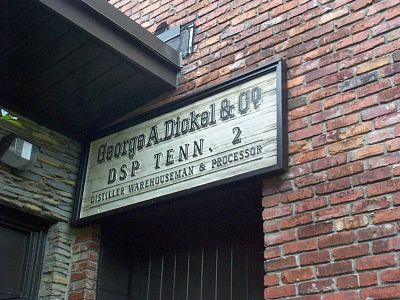 George A. Dickel & Co
DSP TENN. 2
DISTILLER WAREHOUSEMAN & PROCESSOR